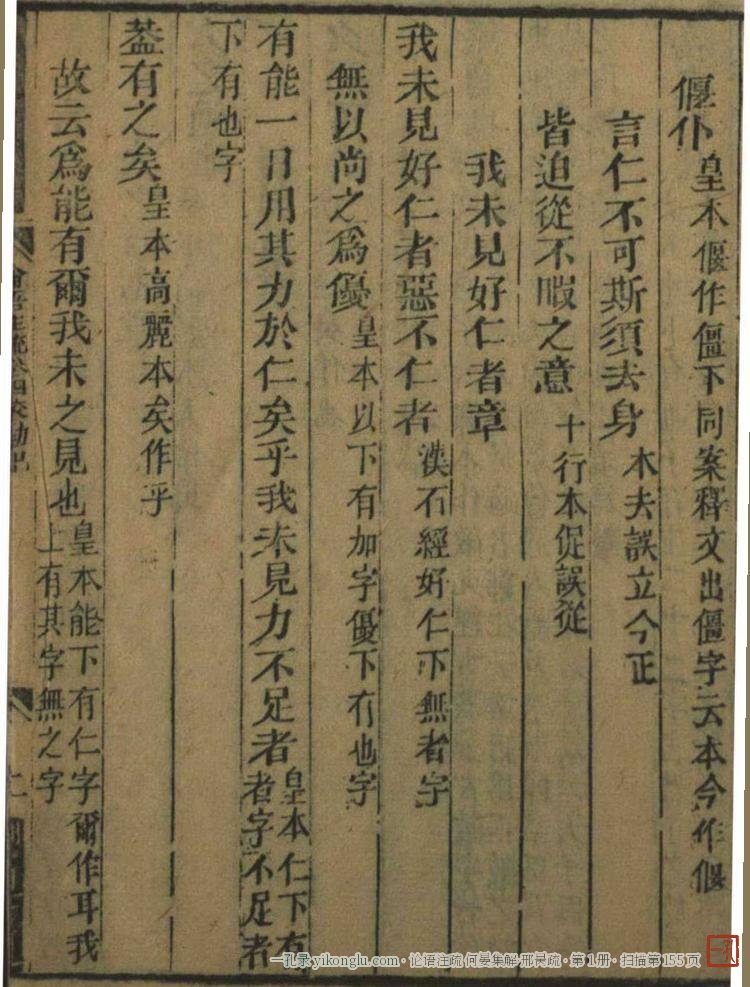 偃仆皇本偃作僵下同案釋文出僵字云本今作偃
言仁不可斯須去身本去誤立今正
皆迫從不暇之意十行本促誤從
我未見好仁者章
我未見好仁者惡不仁者漢石經好仁下無者字
無以尚之爲優皇本以下有加字優下有也字
有能一日用其力於仁矣乎我未見力不足者皇本仁下有者字不足者
下有也字
葢有之矣皇本高麗本矣作乎
故云爲能有爾我未之見也皇本能下有仁字爾作耳我上有其字無之字
一孔录 yikonglu.com · 论语注疏.何晏集解.邢昺疏 · 第1册 · 扫描第155页